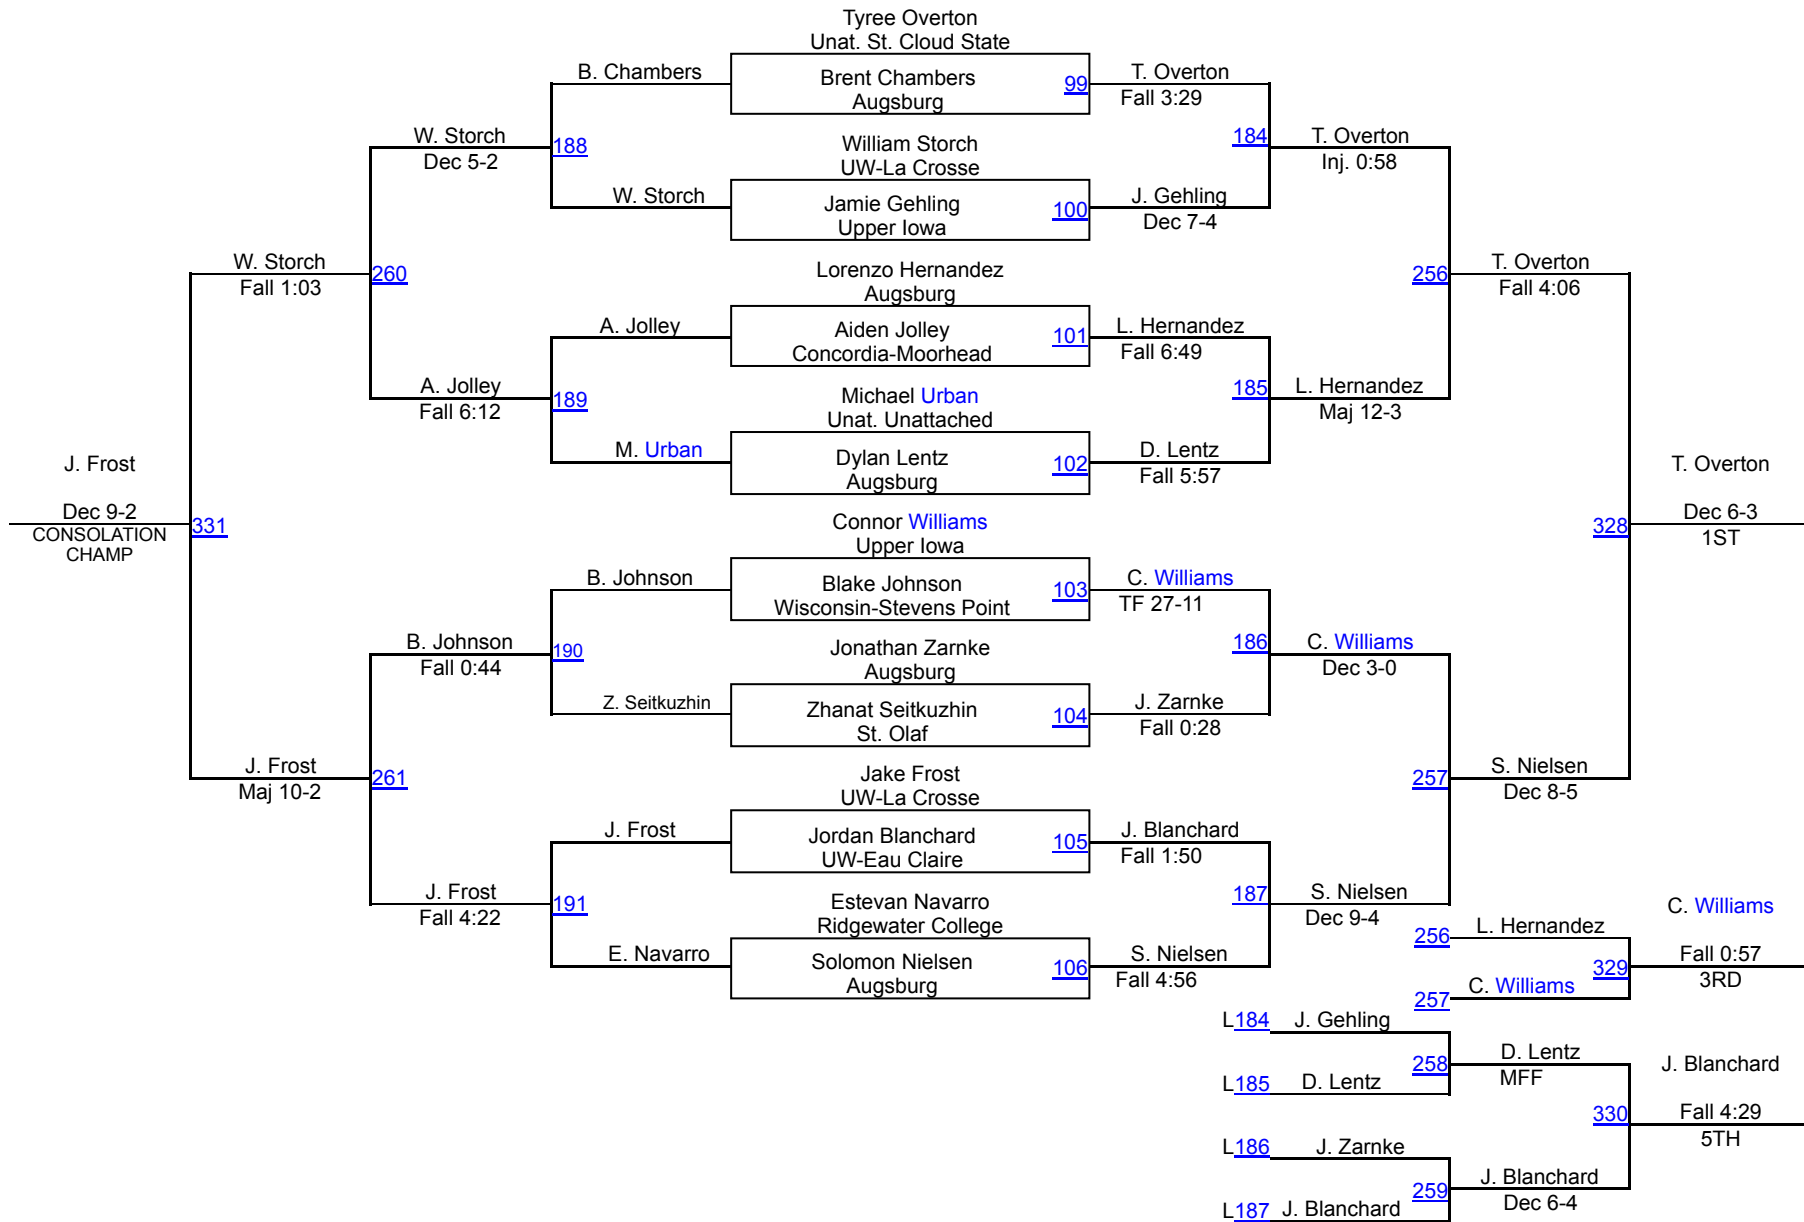 Tyree Overton
Unat. St. Cloud State
B. Chambers
Brent Chambers
99
T. Overton
Augsburg
Fall 3:29
W. Storch
188
William Storch
184
T. Overton
Dec 5-2
UW-La Crosse
Inj. 0:58
W. Storch
Jamie Gehling
100
J. Gehling
Upper Iowa
Dec 7-4
W. Storch
260
Lorenzo Hernandez
256
T. Overton
Fall 1:03
Augsburg
Fall 4:06
A. Jolley
Aiden Jolley
101
L. Hernandez
Concordia-Moorhead
Fall 6:49
A. Jolley
189
Michael Urban
185
L. Hernandez
Fall 6:12
Unat. Unattached
Maj 12-3
M. Urban
Dylan Lentz
102
D. Lentz
Augsburg
Fall 5:57
J. Frost
T. Overton
Dec 9-2
331
Connor Williams
328
Dec 6-3
CONSOLATION
CHAMP
Upper Iowa
1ST
B. Johnson
Blake Johnson
103
C. Williams
Wisconsin-Stevens Point
TF 27-11
B. Johnson
190
Jonathan Zarnke
186
C. Williams
Fall 0:44
Augsburg
Dec 3-0
Z. Seitkuzhin
Zhanat Seitkuzhin
104
J. Zarnke
St. Olaf
Fall 0:28
J. Frost
261
Jake Frost
257
S. Nielsen
Maj 10-2
UW-La Crosse
Dec 8-5
J. Frost
Jordan Blanchard
105
J. Blanchard
UW-Eau Claire
Fall 1:50
J. Frost
191
Estevan Navarro
187
S. Nielsen
Fall 4:22
Ridgewater College
Dec 9-4
C. Williams
256
L. Hernandez
E. Navarro
Solomon Nielsen
106
S. Nielsen
329
Fall 0:57
Augsburg
Fall 4:56
257
C. Williams
3RD
L184
J. Gehling
258
D. Lentz
J. Blanchard
MFF
L185
D. Lentz
330
Fall 4:29
5TH
L186
J. Zarnke
259
J. Blanchard
Dec 6-4
L187
J. Blanchard